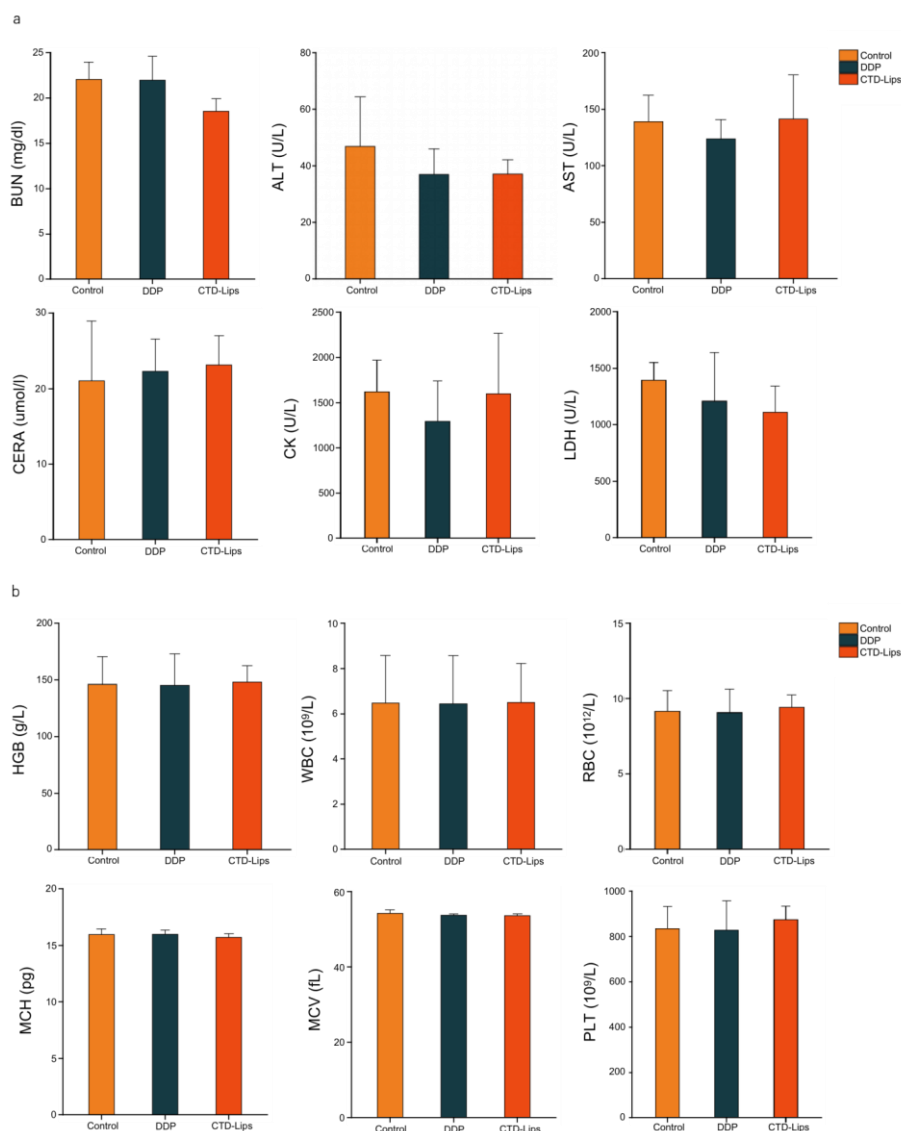 a
BUN (mg/dl)
25
20
15
10
5
0
Control DDP CTD-Lips
ALT (U/L)
80
60
40
20
0
Control DDP CTD-Lips
AST (U/L)
200
150
100
50
0
Control DDP CTD-Lips
Control
DDP
CTD-Lips
CERA (umol/l)
30
20
10
0
Control DDP CTD-Lips
CK (U/L)
2500
2000
1500
1000
500
0
Control DDP CTD-Lips
LDH (U/L)
2000
1500
1000
500
0
Control DDP CTD-Lips
b
HGB (g/L)
200
150
100
50
0
Control DDP CTD-Lips
WBC (10⁹/L)
10
8
6
4
2
0
Control DDP CTD-Lips
RBC (10¹²/L)
15
10
5
0
Control DDP CTD-Lips
Control
DDP
CTD-Lips
MCH (pg)
20
15
10
5
0
Control DDP CTD-Lips
MCV (fL)
60
40
20
0
Control DDP CTD-Lips
PLT (10⁹/L)
1000
800
600
400
200
0
Control DDP CTD-Lips